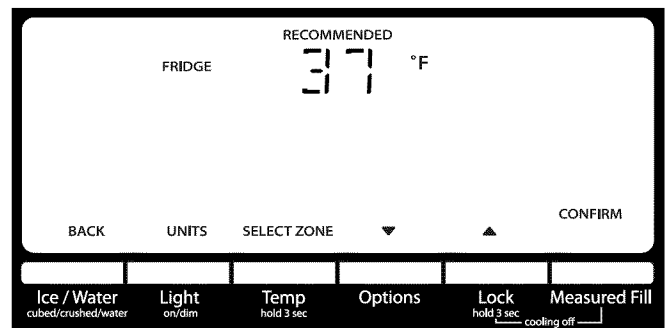 RECOMMENDED
FRIDGE 37 °F
CONFIRM
BACK UNITS SELECT ZONE ▼ ▲
Ice / Water Light Temp Options Lock Measured Fill
cubed/crushed/water on/dim hold 3 sec hold 3 sec
cooling off